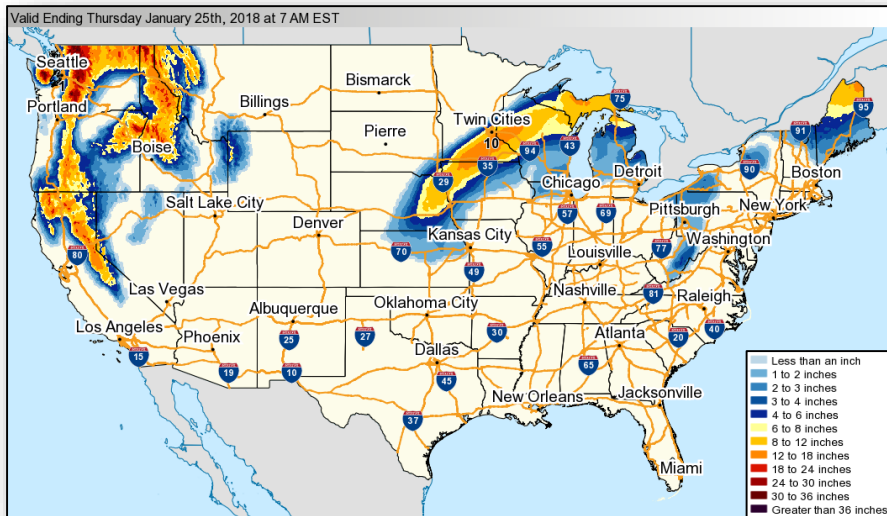 Valid Ending Thursday January 25th, 2018 at 7 AM EST
Seattle
Portland
Boise
Billings
Bismarck
Pierre
Twin Cities
10
75
95
91
94
43
90
29
35
Chicago
Detroit
Boston
New York
Salt Lake City
Denver
Kansas City
Pittsburgh
Washington
80
70
49
55
57
69
77
Louisville
81
Las Vegas
Los Angeles
Phoenix
Albuquerque
Oklahoma City
Nashville
Raleigh
15
19
25
10
27
30
Dallas
45
37
Atlanta
65
20
40
New Orleans
Jacksonville
Miami
Less than an inch
1 to 2 inches
2 to 3 inches
3 to 4 inches
4 to 6 inches
6 to 8 inches
8 to 12 inches
12 to 18 inches
18 to 24 inches
24 to 30 inches
30 to 36 inches
Greater than 36 inches